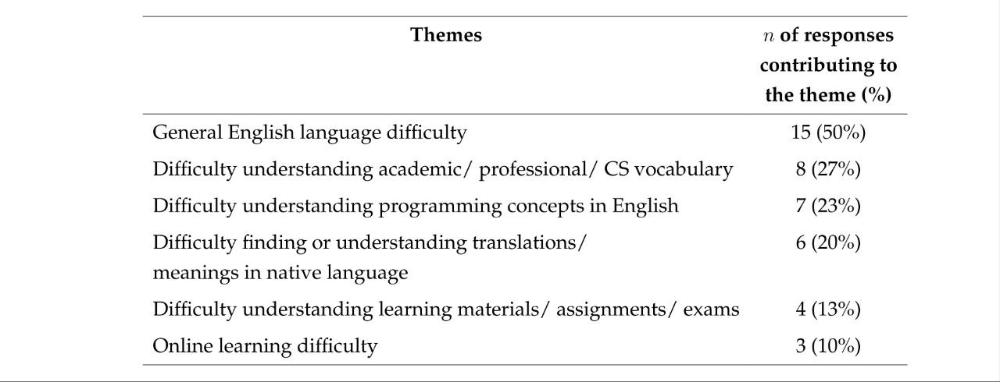 Themes n of responses
contributing to
the theme (%)
General English language difficulty 15 (50%)
Difficulty understanding academic/ professional/ CS vocabulary 8 (27%)
Difficulty understanding programming concepts in English 7 (23%)
Difficulty finding or understanding translations/ 6 (20%)
meanings in native language
Difficulty understanding learning materials/ assignments/ exams 4 (13%)
Online learning difficulty 3 (10%)